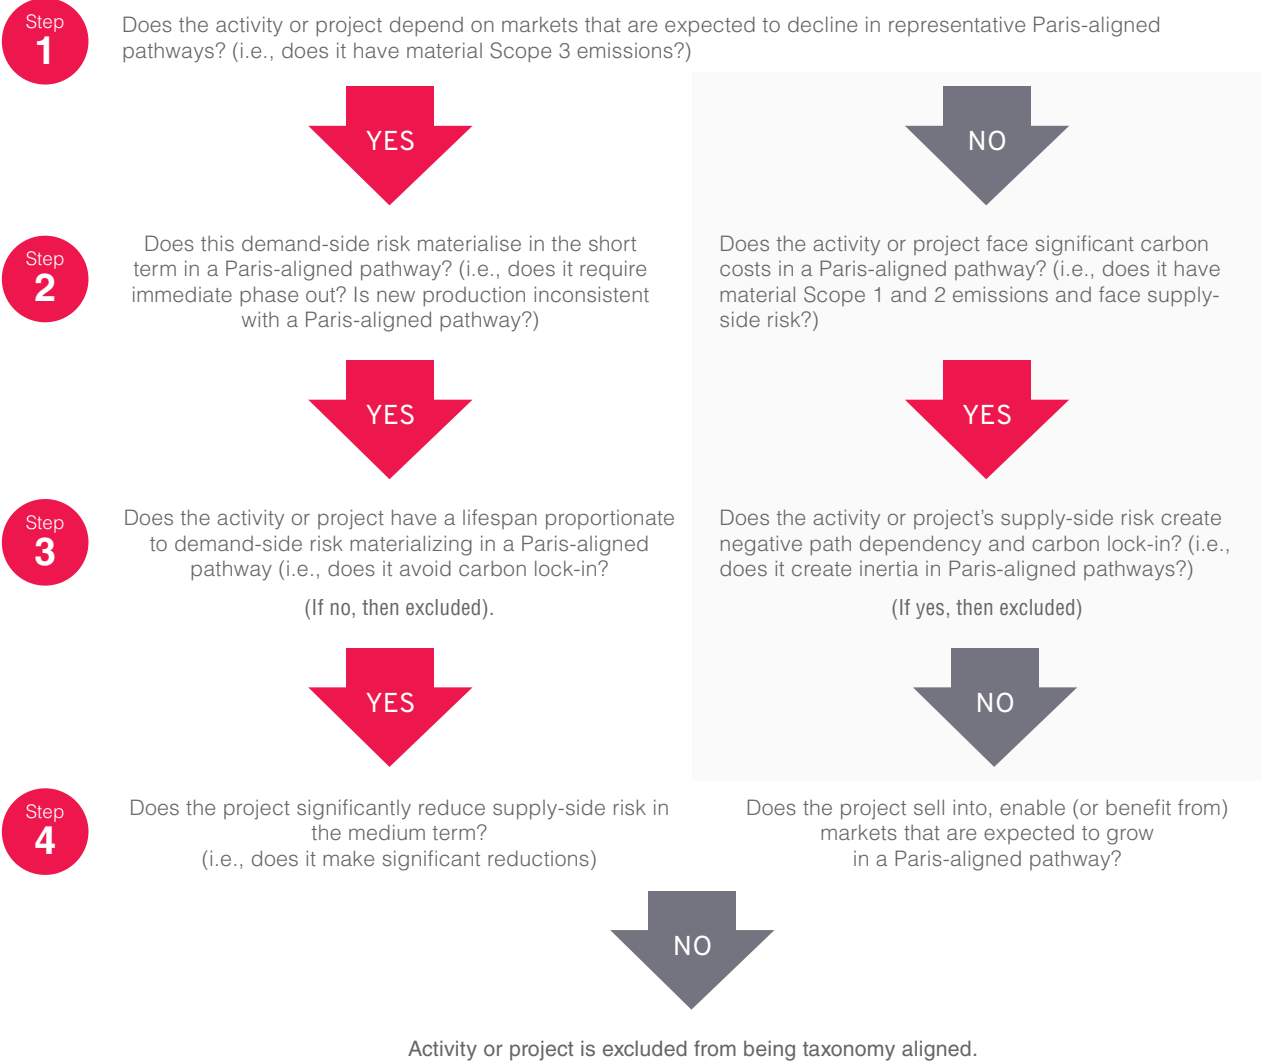 Step
1
Does the activity or project depend on markets that are expected to decline in representative Paris-aligned
pathways? (i.e., does it have material Scope 3 emissions?)
YES
NO
Step
2
Does this demand-side risk materialise in the short
term in a Paris-aligned pathway? (i.e., does it require
immediate phase out? Is new production inconsistent
with a Paris-aligned pathway?)
Does the activity or project face significant carbon
costs in a Paris-aligned pathway? (i.e., does it have
material Scope 1 and 2 emissions and face supply-
side risk?)
YES
YES
Step
3
Does the activity or project have a lifespan proportionate
to demand-side risk materializing in a Paris-aligned
pathway (i.e., does it avoid carbon lock-in?
(If no, then excluded).
Does the activity or project’s supply-side risk create
negative path dependency and carbon lock-in? (i.e.,
does it create inertia in Paris-aligned pathways?)
(If yes, then excluded)
YES
NO
Step
4
Does the project significantly reduce supply-side risk in
the medium term?
(i.e., does it make significant reductions)
Does the project sell into, enable (or benefit from)
markets that are expected to grow
in a Paris-aligned pathway?
NO
Activity or project is excluded from being taxonomy aligned.